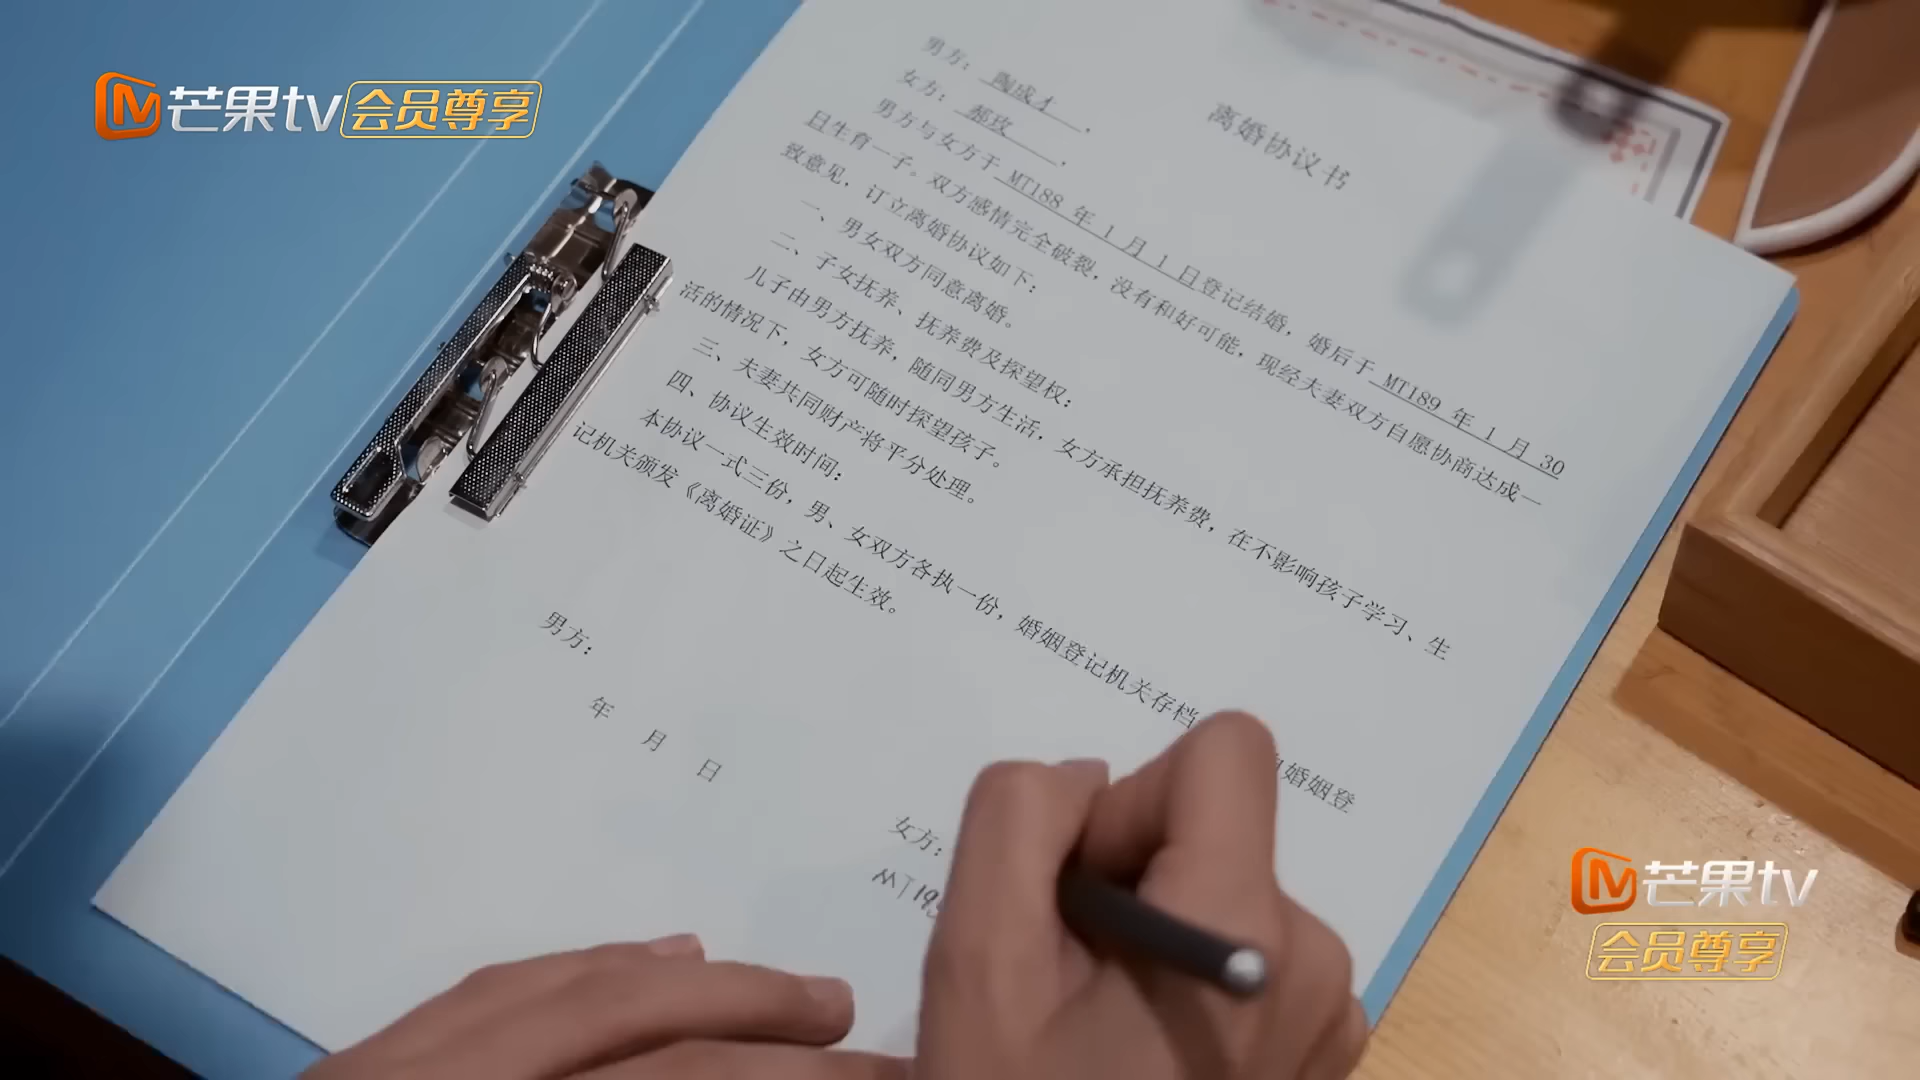 芒果tv 会员尊享
离婚协议书
男方：陶成才，
女方：郝玫，
男方与女方于 MT188 年 1 月 1 日登记结婚，婚后于 MT189 年 1 月 30
日生育一子。双方感情完全破裂，没有和好可能，现经夫妻双方自愿协商达成一
致意见，订立离婚协议如下：
一、男女双方同意离婚。
二、子女抚养、抚养费及探望权：
儿子由男方抚养，随同男方生活，女方承担抚养费，在不影响孩子学习、生
活的情况下，女方可随时探望孩子。
三、夫妻共同财产将平分处理。
四、协议生效时间：
本协议一式三份，男、女双方各执一份，婚姻登记机关存档 婚姻登
记机关颁发《离婚证》之日起生效。
男方：
年 月 日
女方：
MT195
芒果tv
会员尊享